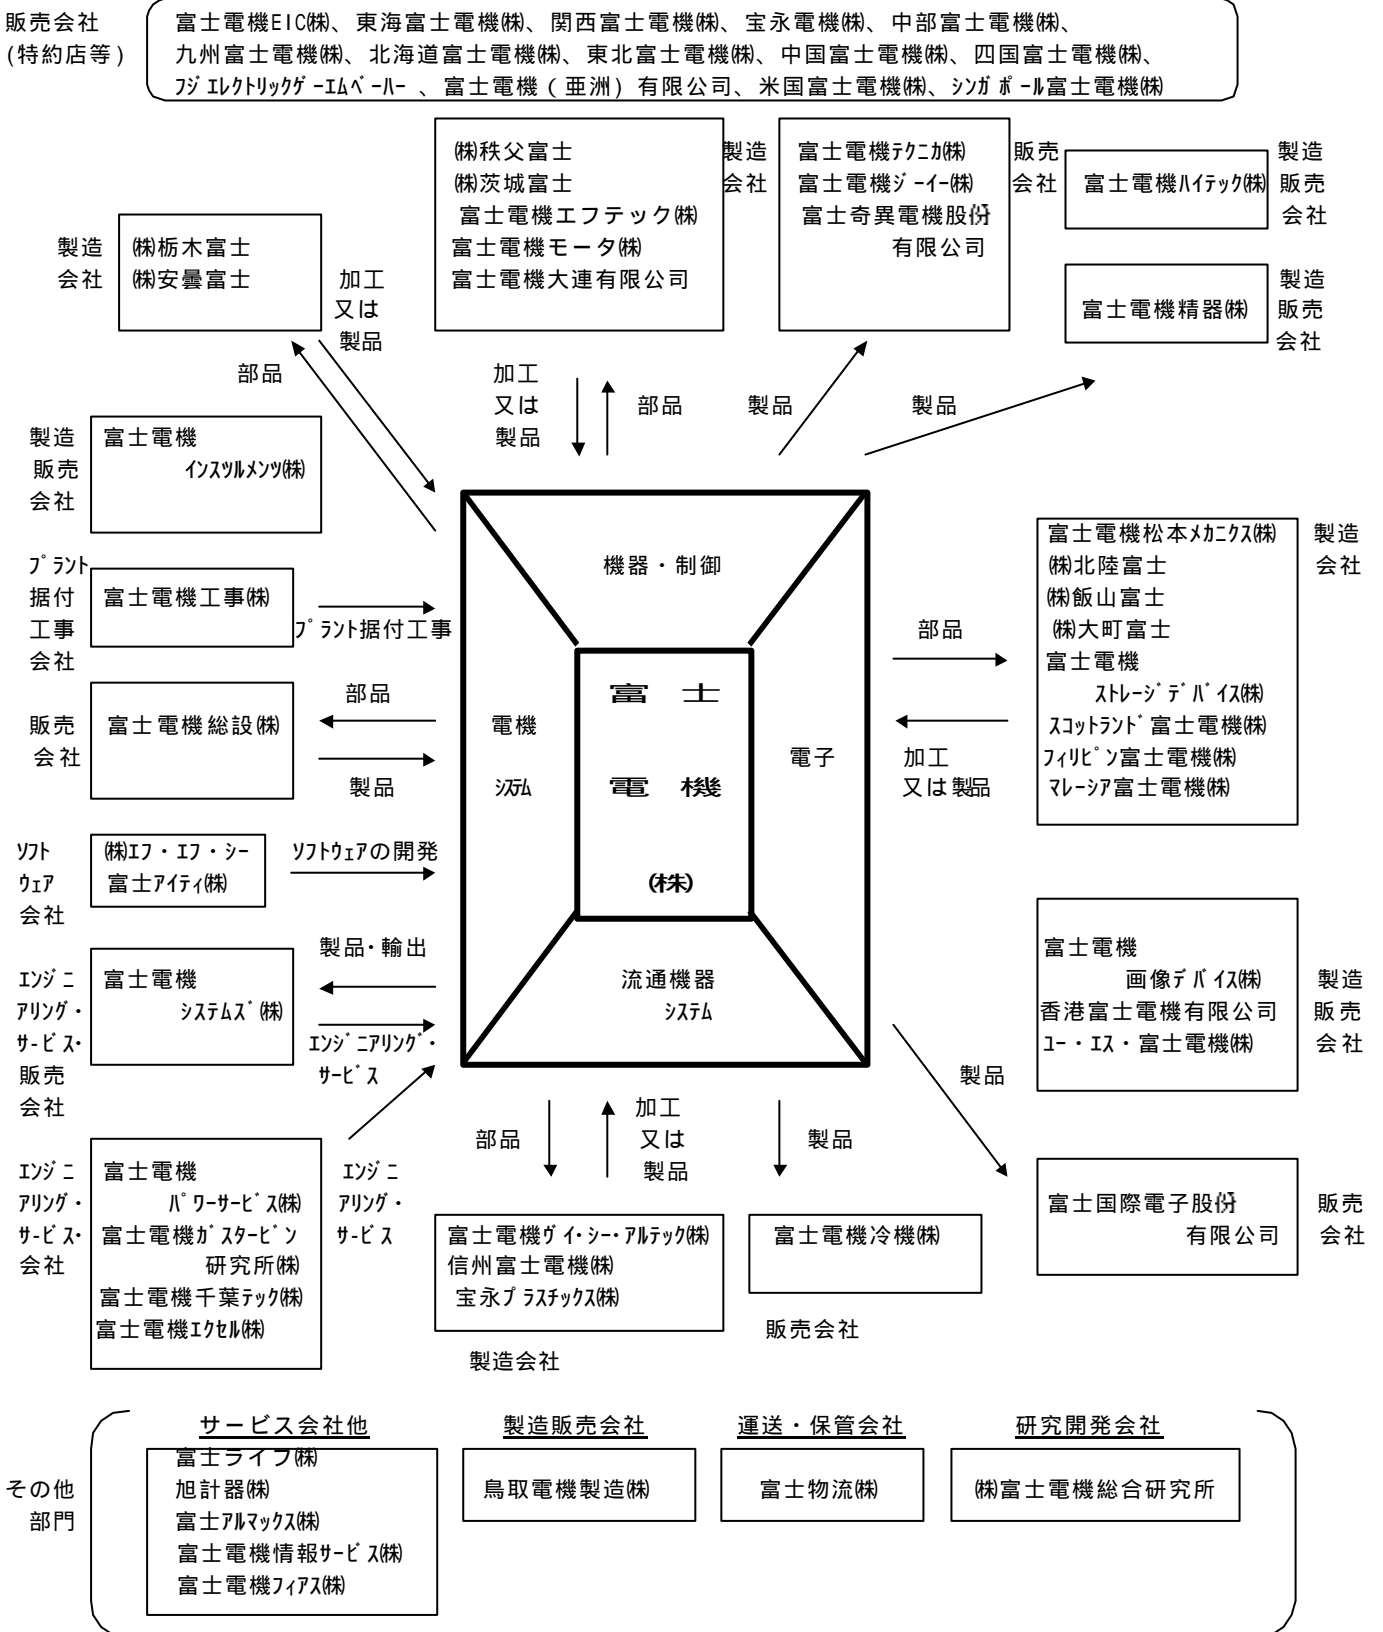 販売会社
(特約店等)
富士電機EIC㈱、東海富士電機㈱、関西富士電機㈱、宝永電機㈱、中部富士電機㈱、
九州富士電機㈱、北海道富士電機㈱、東北富士電機㈱、中国富士電機㈱、四国富士電機㈱、
フジエレクトリックゲーエムベーハー、富士電機(亜洲)有限公司、米国富士電機㈱、シンガポール富士電機㈱
製造
会社
㈱栃木富士
㈱安曇富士
加工
又は
製品
部品
㈱秩父富士
㈱茨城富士
富士電機エフテック㈱
富士電機モータ㈱
富士電機大連有限公司
製造
会社
加工
又は
製品
部品
富士電機テクニカ㈱
富士電機ジーイー㈱
富士奇異電機股份
有限公司
販売
会社
製品
富士電機ハイテック㈱
製造
販売
会社
富士電機精器㈱
製造
販売
会社
製品
製造
販売
会社
富士電機
インスツルメンツ㈱
プラント
据付
工事
会社
富士電機工事㈱
プラント据付工事
販売
会社
富士電機総設㈱
部品
製品
ソフト
ウェア
会社
㈱エフ・エフ・シー
富士アイティ㈱
ソフトウェアの開発
エンジニ
アリング・
サービス・
販売
会社
富士電機
システムズ㈱
製品・輸出
エンジニアリング・
サービス
エンジニ
アリング・
サービス・
会社
富士電機
パワーサービス㈱
富士電機ガスタービン
研究所㈱
富士電機千葉テック㈱
富士電機エクセル㈱
エンジニ
アリング・
サービス
機器・制御
電機
システム
富士
電機
(株)
電子
流通機器
システム
部品
加工
又は製品
富士電機松本メカニクス㈱
㈱北陸富士
㈱飯山富士
㈱大町富士
富士電機
ストレージデバイス㈱
スコットランド富士電機㈱
フィリピン富士電機㈱
マレーシア富士電機㈱
製造
会社
富士電機
画像デバイス㈱
香港富士電機有限公司
ユー・エス・富士電機㈱
製造
販売
会社
製品
富士国際電子股份
有限公司
販売
会社
部品
加工
又は
製品
富士電機ヴイ・シー・アルテック㈱
信州富士電機㈱
宝永プラスチックス㈱
製造会社
製品
富士電機冷機㈱
販売会社
その他
部門
サービス会社他
富士ライフ㈱
旭計器㈱
富士アルマックス㈱
富士電機情報サービス㈱
富士電機フィアス㈱
製造販売会社
鳥取電機製造㈱
運送・保管会社
富士物流㈱
研究開発会社
㈱富士電機総合研究所